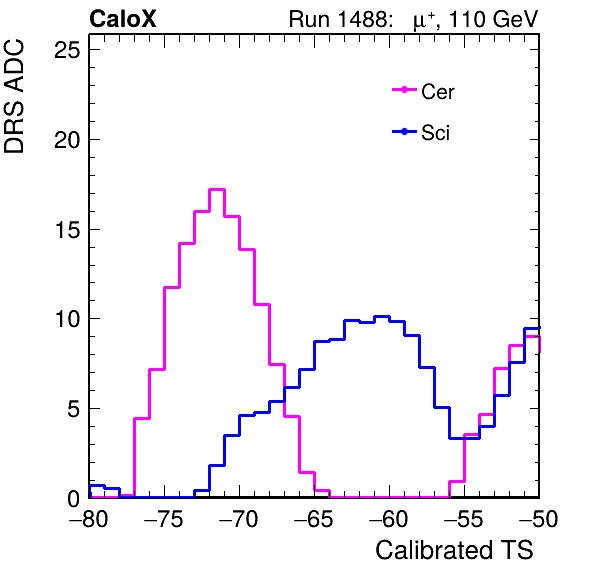 CaloX Run 1488: μ⁺, 110 GeV
DRS ADC
25
20
15
10
5
0
Cer
Sci
−80 −75 −70 −65 −60 −55 −50
Calibrated TS